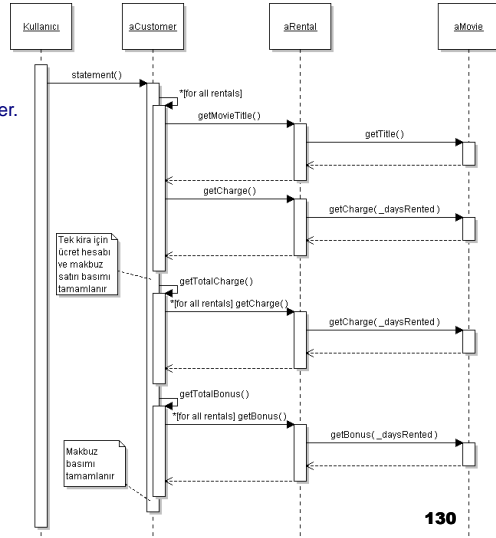 Kullanıcı
aCustomer
aRental
aMovie
er.
statement( )
*[for all rentals]
getMovieTitle( )
getTitle( )
getCharge( )
getCharge( _daysRented )
Tek kira için
ücret hesabı
ve makbuz
satırı basımı
tamamlanır
getTotalCharge( )
*[for all rentals] getCharge( )
getCharge( _daysRented )
getTotalBonus( )
*[for all rentals] getBonus( )
getBonus( _daysRented )
Makbuz
basımı
tamamlanır
130